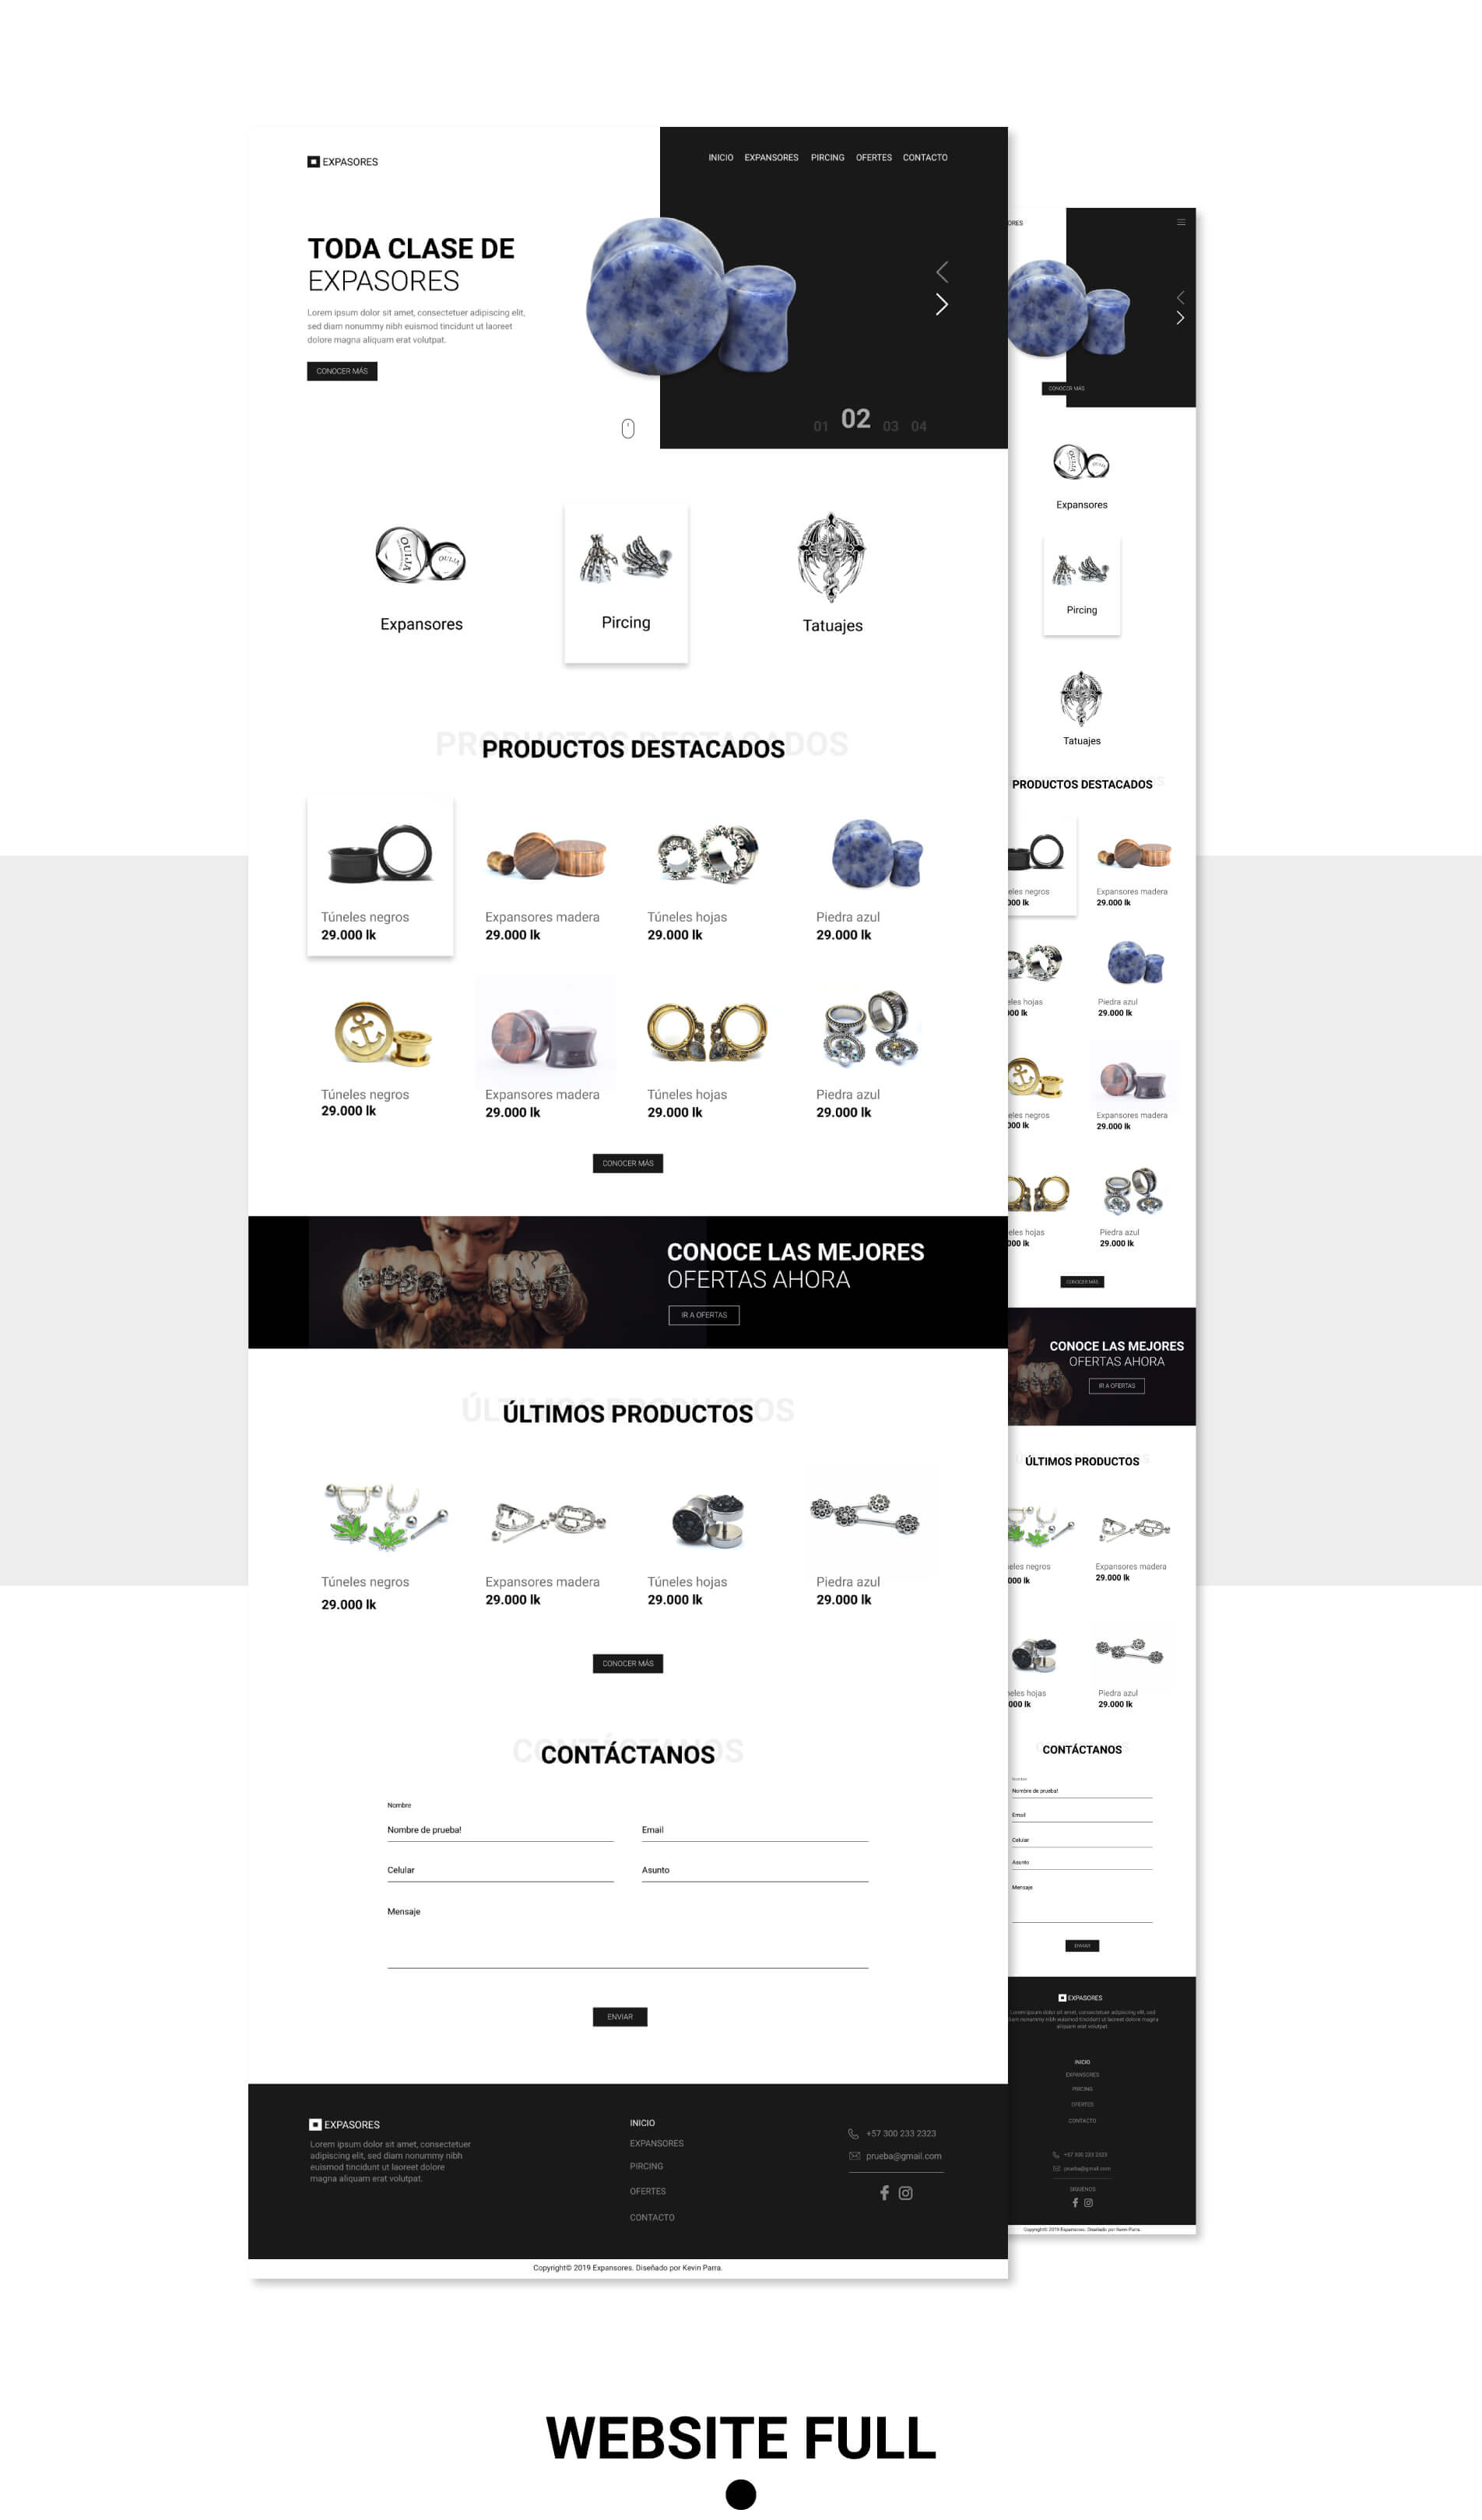 EXPASORES
INICIO EXPANSORES PIRCING OFERTES CONTACTO
TODA CLASE DE
EXPASORES
Lorem ipsum dolor sit amet, consectetuer adipiscing elit,
sed diam nonummy nibh euismod tincidunt ut laoreet
dolore magna aliquam erat volutpat.
CONOCER MÁS
01 02 03 04
OUIJA
OUIJA
Expansores
Pircing
Tatuajes
PRODUCTOS DESTACADOS
PRODUCTOS DESTACADOS
Túneles negros
29.000 lk
Expansores madera
29.000 lk
Túneles hojas
29.000 lk
Piedra azul
29.000 lk
Túneles negros
29.000 lk
Expansores madera
29.000 lk
Túneles hojas
29.000 lk
Piedra azul
29.000 lk
CONOCER MÁS
CONOCE LAS MEJORES
OFERTAS AHORA
IR A OFERTAS
ÚLTIMOS PRODUCTOS
ÚLTIMOS PRODUCTOS
Túneles negros
29.000 lk
Expansores madera
29.000 lk
Túneles hojas
29.000 lk
Piedra azul
29.000 lk
CONOCER MÁS
CONTÁCTANOS
CONTÁCTANOS
Nombre
Nombre de prueba!
Email
Celular
Asunto
Mensaje
ENVIAR
EXPASORES
Lorem ipsum dolor sit amet, consectetuer
adipiscing elit, sed diam nonummy nibh
euismod tincidunt ut laoreet dolore
magna aliquam erat volutpat.
INICIO
EXPANSORES
PIRCING
OFERTES
CONTACTO
+57 300 233 2323
prueba@gmail.com
Copyright© 2019 Expansores. Diseñado por Kevin Parra.
ORES
CONOCER MÁS
Expansores
Pircing
Tatuajes
PRODUCTOS DESTACADOS
eles negros
000 lk
Expansores madera
29.000 lk
eles hojas
000 lk
Piedra azul
29.000 lk
eles negros
000 lk
Expansores madera
29.000 lk
eles hojas
000 lk
Piedra azul
29.000 lk
CONOCER MÁS
CONOCE LAS MEJORES
OFERTAS AHORA
IR A OFERTAS
ÚLTIMOS PRODUCTOS
eles negros
000 lk
Expansores madera
29.000 lk
eles hojas
000 lk
Piedra azul
29.000 lk
CONTÁCTANOS
Nombre
Nombre de prueba!
Email
Celular
Asunto
Mensaje
ENVIAR
EXPASORES
Lorem ipsum dolor sit amet, consectetuer adipiscing elit, sed
diam nonummy nibh euismod tincidunt ut laoreet dolore magna
aliquam erat volutpat.
INICIO
EXPANSORES
PIRCING
OFERTES
CONTACTO
+57 300 233 2323
prueba@gmail.com
SIGUENOS
Copyright© 2019 Expansores. Diseñado por Kevin Parra.
WEBSITE FULL